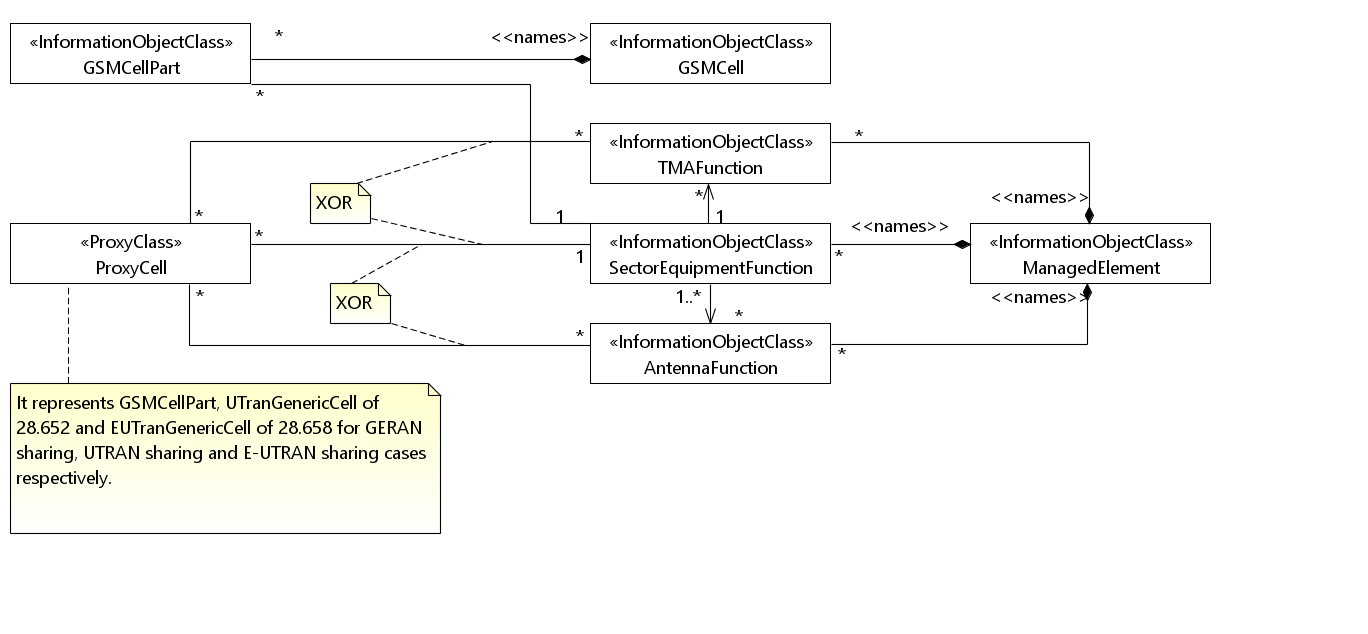 «InformationObjectClass»
GSMCellPart
*
<<names>>
«InformationObjectClass»
GSMCell
*
*
«InformationObjectClass»
TMAFunction
*
XOR
*
1
<<names>>
*
1
«ProxyClass»
ProxyCell
*
1
«InformationObjectClass»
SectorEquipmentFunction
<<names>>
*
«InformationObjectClass»
ManagedElement
*
XOR
1..*
*
<<names>>
*
«InformationObjectClass»
AntennaFunction
*
It represents GSMCellPart, UTranGenericCell of
28.652 and EUTranGenericCell of 28.658 for GERAN
sharing, UTRAN sharing and E-UTRAN sharing cases
respectively.